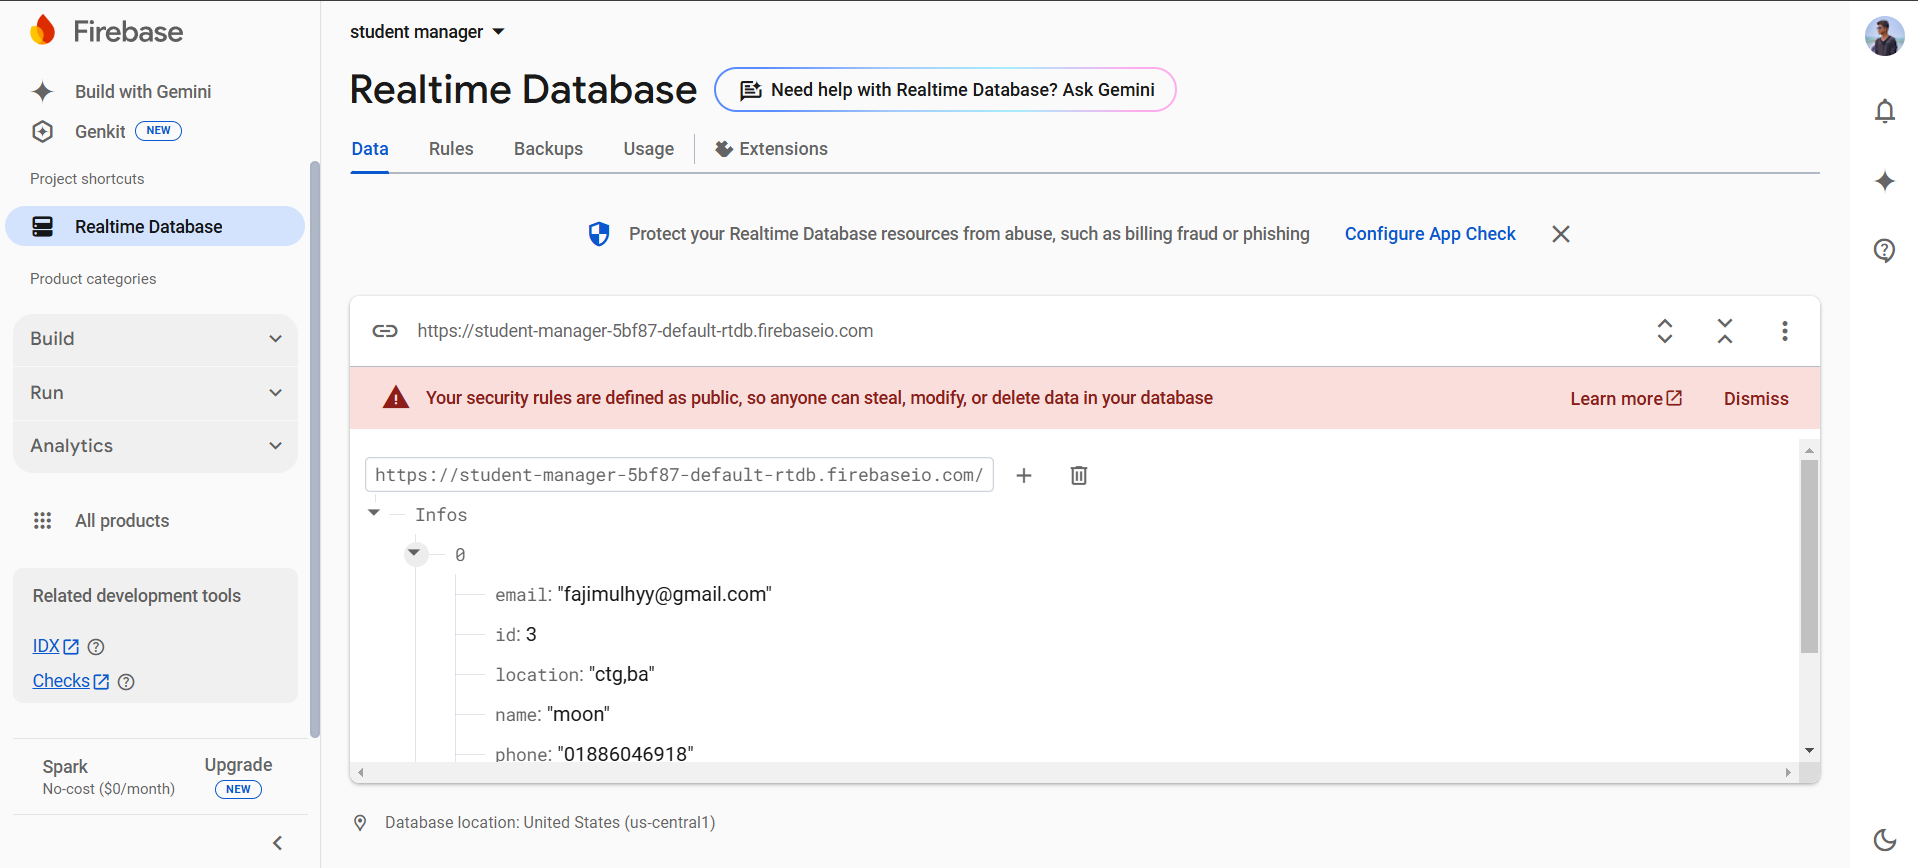 Firebase
Build with Gemini
Genkit NEW
Project shortcuts
Realtime Database
Product categories
Build
Run
Analytics
All products
Related development tools
IDX
Checks
Spark
No-cost ($0/month)
Upgrade
NEW
student manager
Realtime Database
Need help with Realtime Database? Ask Gemini
Data Rules Backups Usage Extensions
Protect your Realtime Database resources from abuse, such as billing fraud or phishing Configure App Check
https://student-manager-5bf87-default-rtdb.firebaseio.com
Your security rules are defined as public, so anyone can steal, modify, or delete data in your database Learn more Dismiss
https://student-manager-5bf87-default-rtdb.firebaseio.com/
Infos
0
email: "fajimulhyy@gmail.com"
id: 3
location: "ctg,ba"
name: "moon"
phone: "01886046918"
Database location: United States (us-central1)